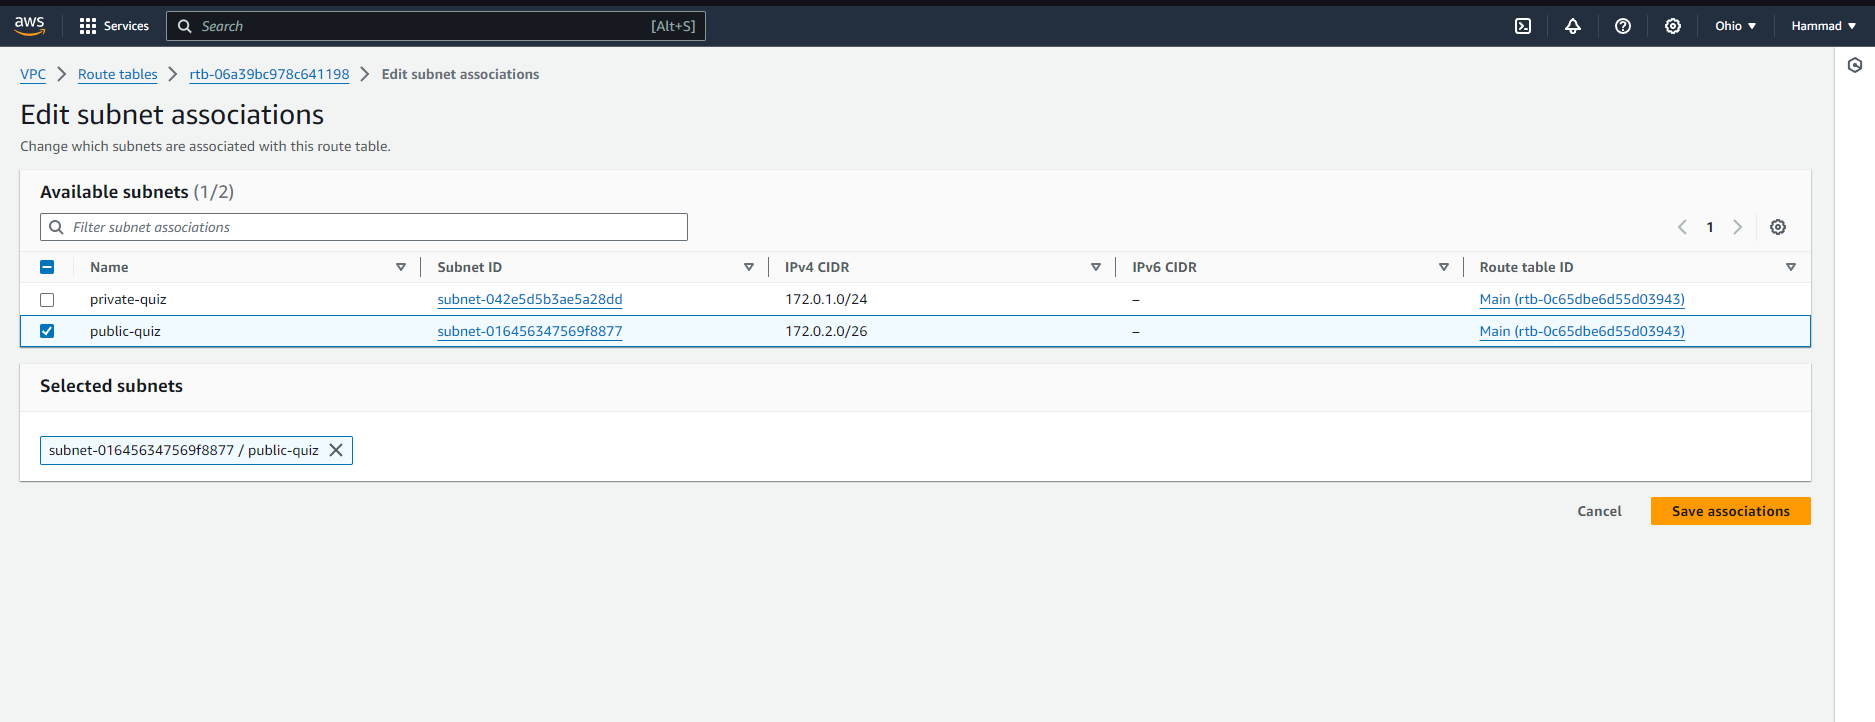 aws Services Search [Alt+S] Ohio Hammad
VPC Route tables rtb-06a39bc978c641198 Edit subnet associations
Edit subnet associations
Change which subnets are associated with this route table.
Available subnets (1/2)
Filter subnet associations 1
Name Subnet ID IPv4 CIDR IPv6 CIDR Route table ID
private-quiz subnet-042e5d5b3ae5a28dd 172.0.1.0/24 – Main (rtb-0c65dbe6d55d03943)
public-quiz subnet-016456347569f8877 172.0.2.0/26 – Main (rtb-0c65dbe6d55d03943)
Selected subnets
subnet-016456347569f8877 / public-quiz
Cancel Save associations